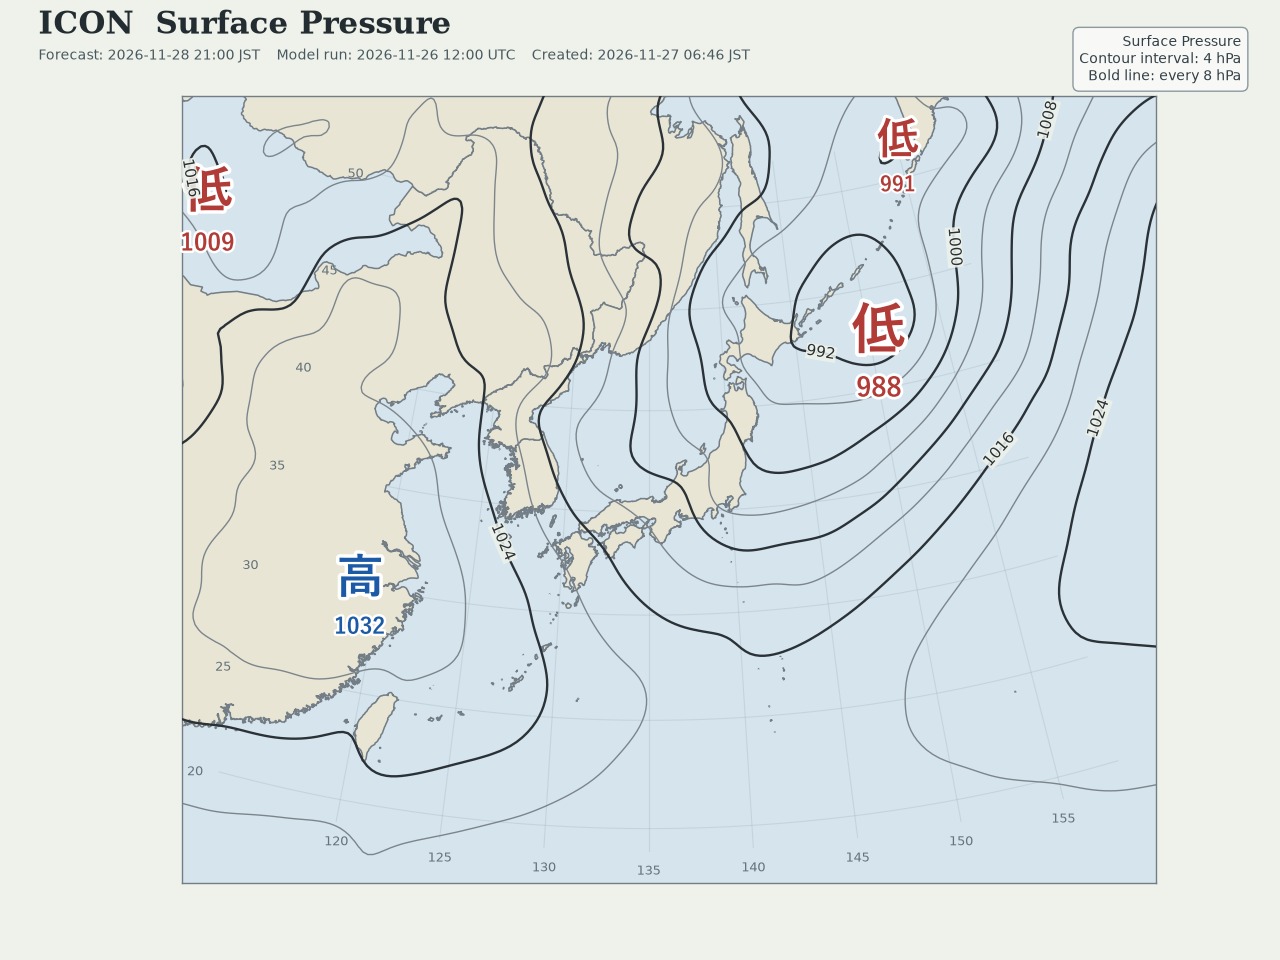 ICON  Surface Pressure
Forecast: 2026-11-28 21:00 JST    Model run: 2026-11-26 12:00 UTC    Created: 2026-11-27 06:46 JST
Surface Pressure
Contour interval: 4 hPa
Bold line: every 8 hPa
1008
低
991
1016
低
1009
50
1000
45
低
988
992
40
1024
35
1016
30
1024
高
1032
25
20
120
125
130
135
140
145
150
155